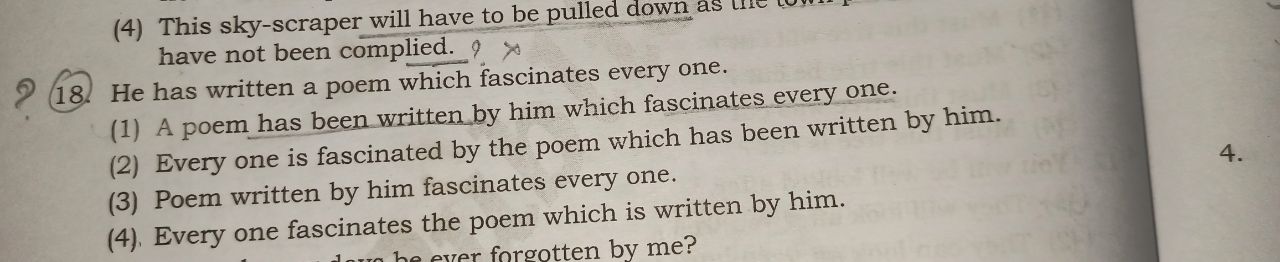 (4) This sky-scraper will have to be pulled down as the town
have not been complied. ? ×
? 18. He has written a poem which fascinates every one.
(1) A poem has been written by him which fascinates every one.
(2) Every one is fascinated by the poem which has been written by him.
(3) Poem written by him fascinates every one.
(4). Every one fascinates the poem which is written by him.
be ever forgotten by me?
4.